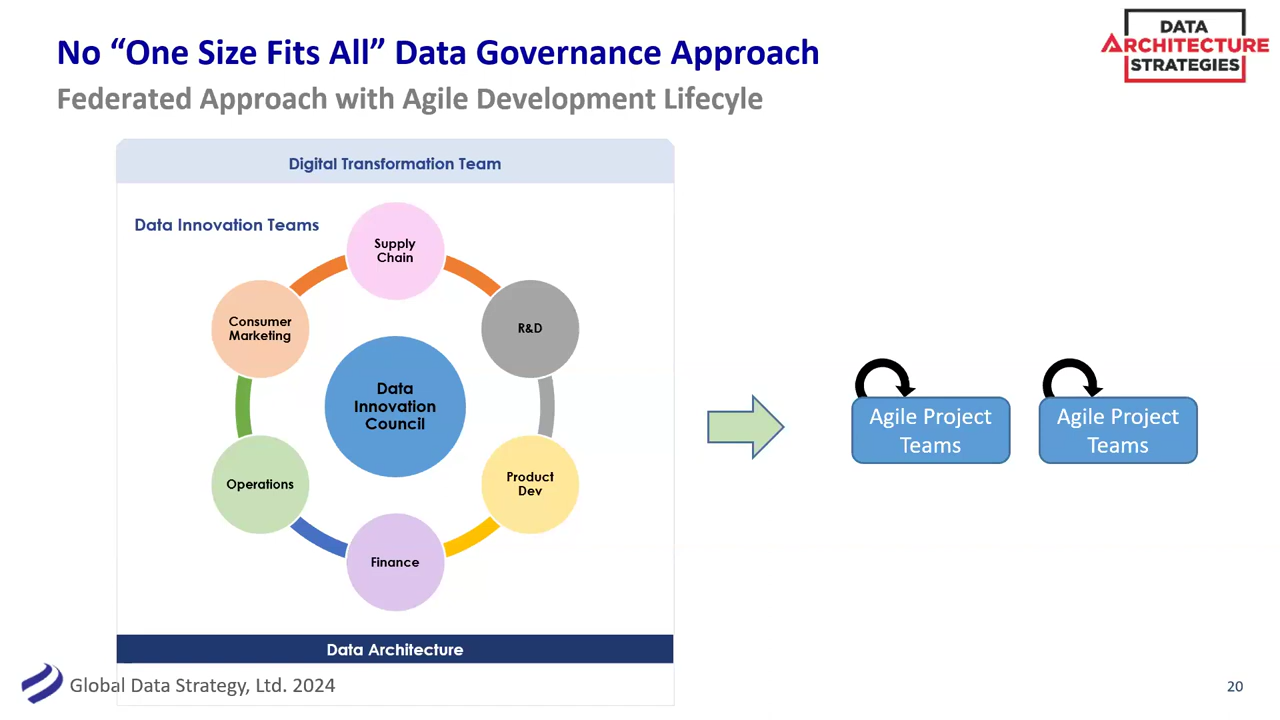 No “One Size Fits All” Data Governance Approach
Federated Approach with Agile Development Lifecyle
DATA
ARCHITECTURE
STRATEGIES
Digital Transformation Team
Data Innovation Teams
Supply
Chain
Consumer
Marketing
R&D
Data
Innovation
Council
Operations
Product
Dev
Finance
Data Architecture
Agile Project
Teams
Agile Project
Teams
Global Data Strategy, Ltd. 2024
20